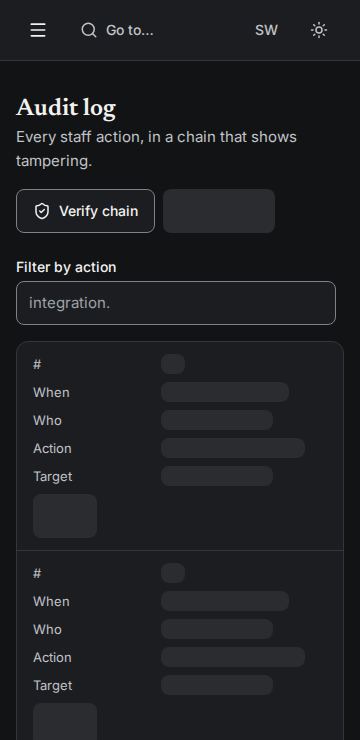 Go to...
SW
Audit log
Every staff action, in a chain that shows
tampering.
Verify chain
Filter by action
integration.
#
When
Who
Action
Target
#
When
Who
Action
Target